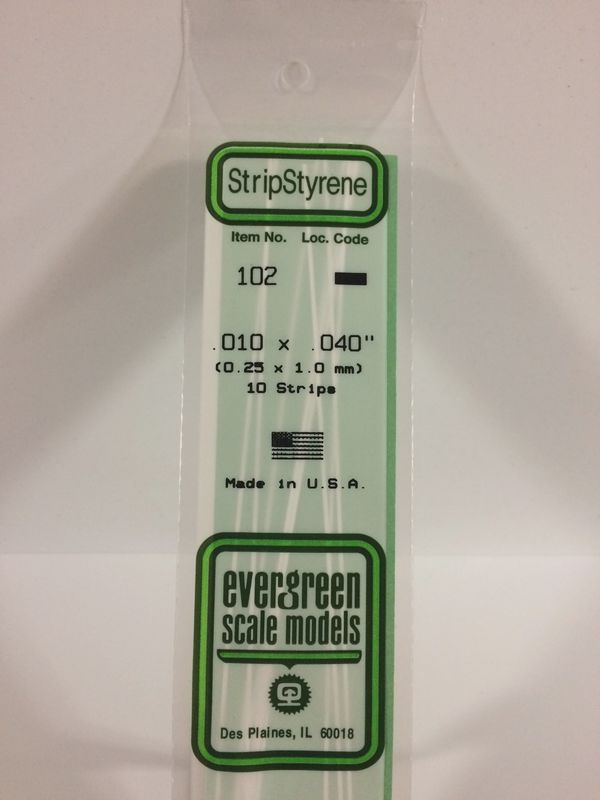 StripStyrene
Item No. Loc. Code
102
.010 x .040"
(0.25 x 1.0 mm)
10 Strips
Made in U.S.A.
evergreen
scale models
Des Plaines, IL 60018